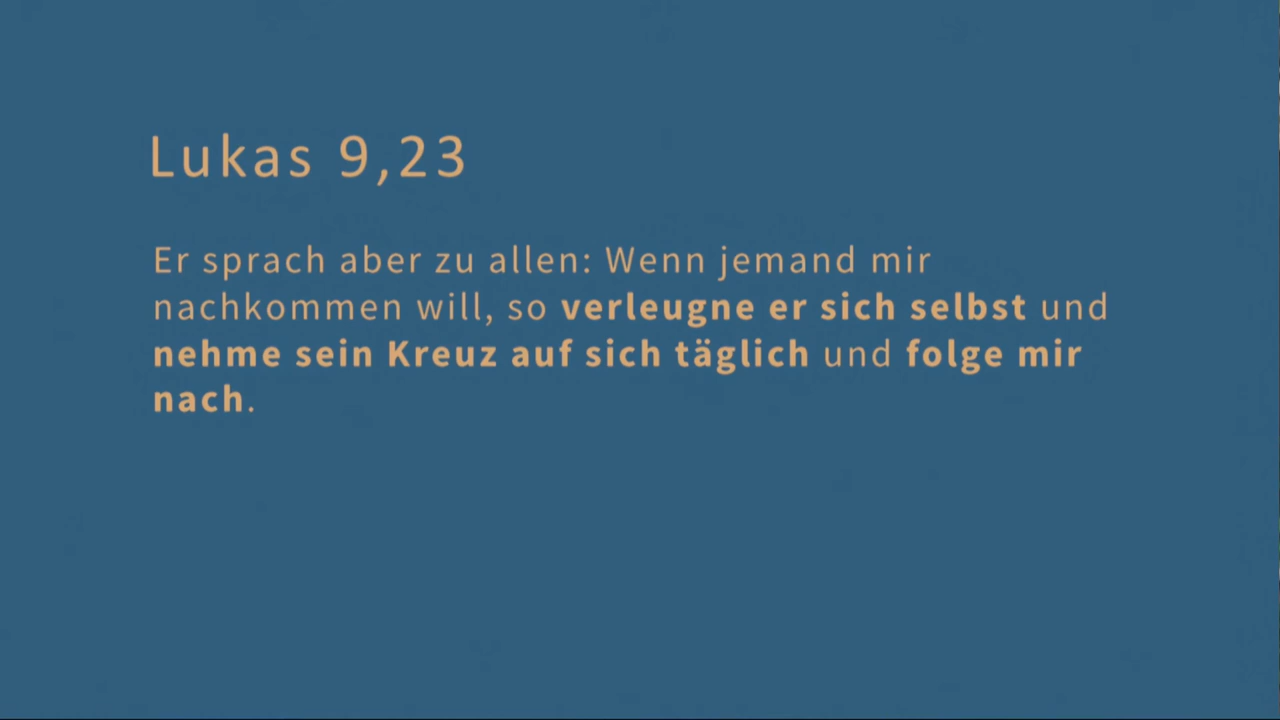 Lukas 9,23
Er sprach aber zu allen: Wenn jemand mir
nachkommen will, so verleugne er sich selbst und
nehme sein Kreuz auf sich täglich und folge mir
nach.